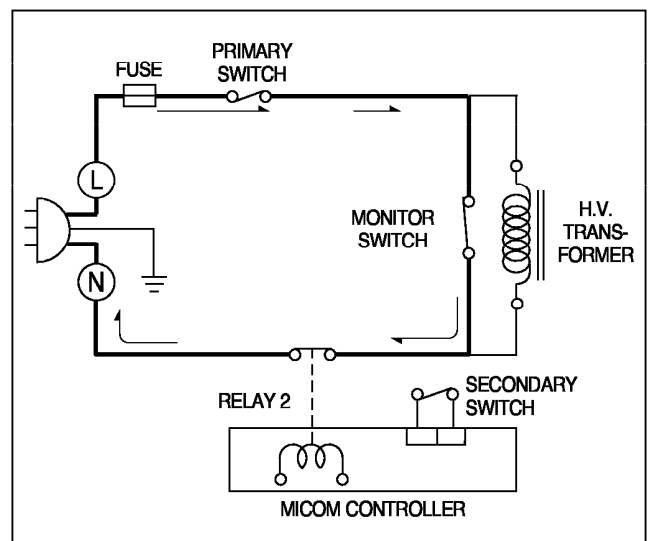 PRIMARY
SWITCH
FUSE
L
MONITOR
SWITCH
H.V.
TRANS-
FORMER
N
RELAY 2
SECONDARY
SWITCH
MICOM CONTROLLER